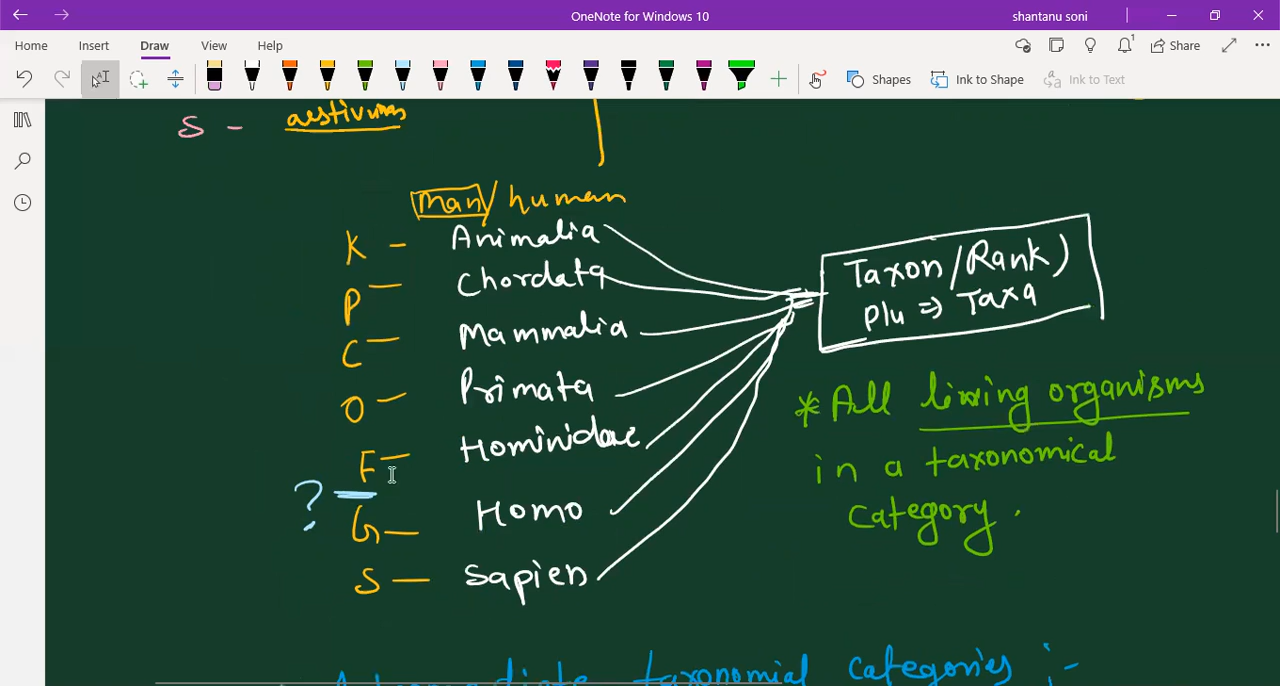 OneNote for Windows 10
shantanu soni
Home Insert Draw View Help
Share
Shapes
Ink to Shape
Ink to Text
S - aestivum
man/human
K - Animalia
P - Chordata
C - Mammalia
O - Primata
F - Hominidae
?
G - Homo
S - Sapien
Taxon/Rank)
Plu ⇒ Taxa
* All living organisms
in a taxonomical
Category.
Intermediate taxonomial categories :-